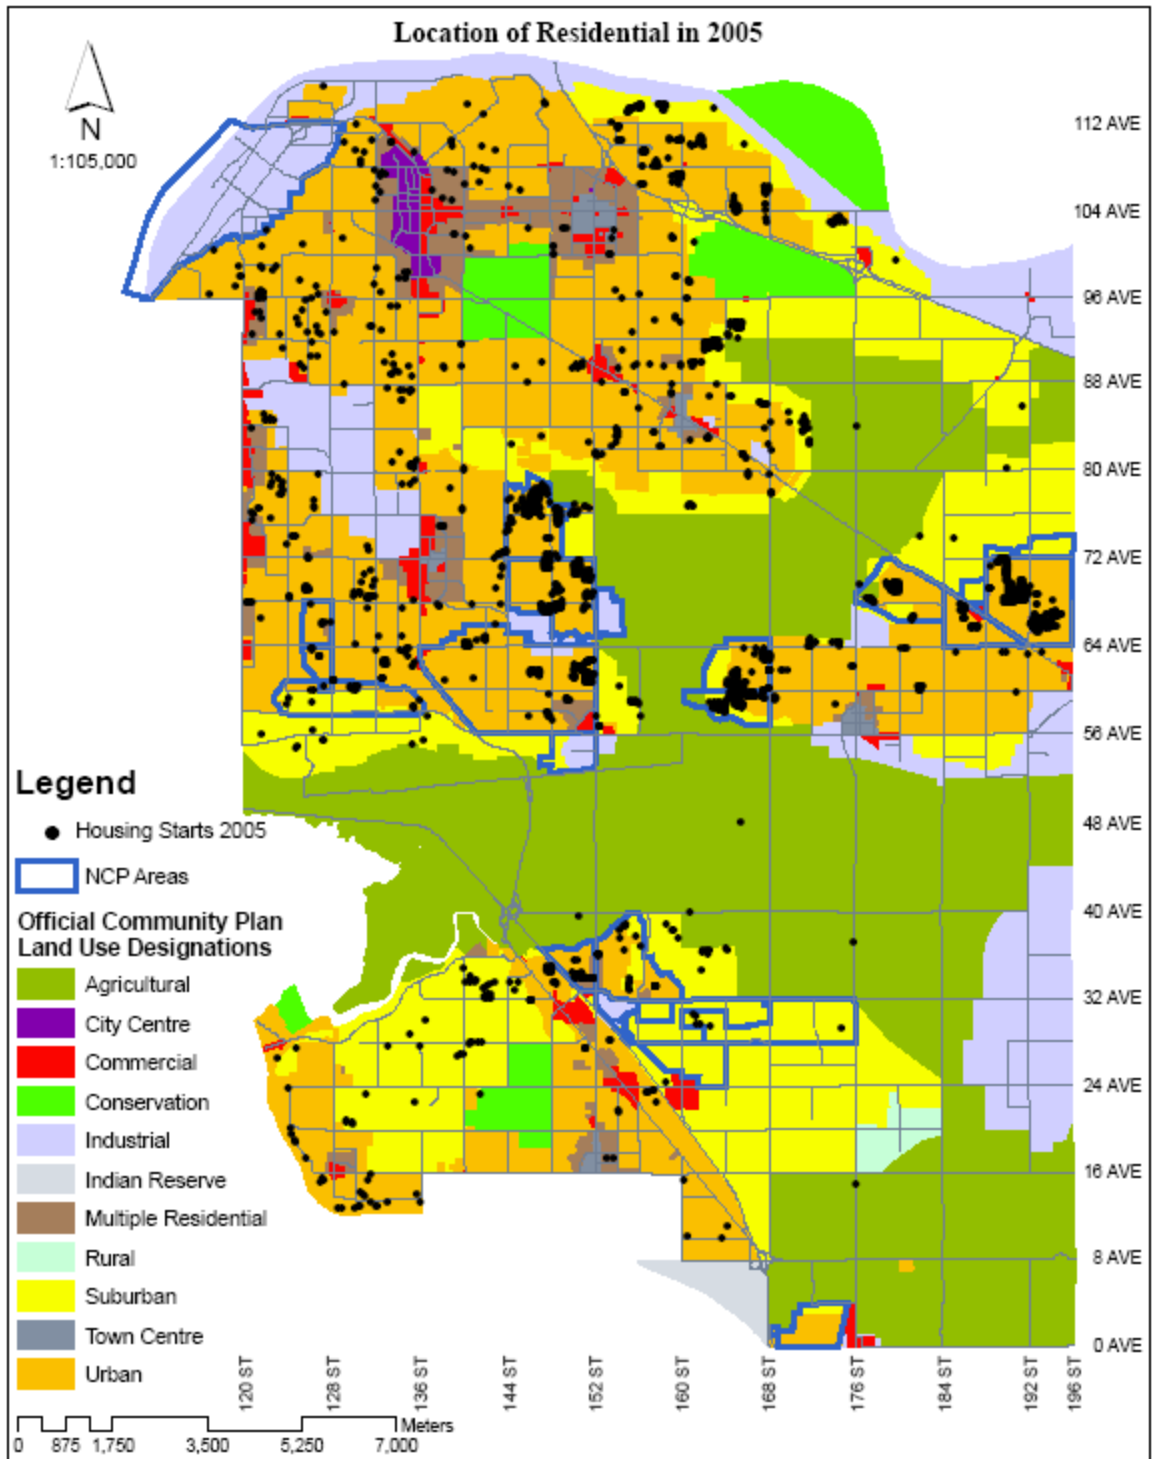 Location of Residential in 2005
N
1:105,000
112 AVE
104 AVE
96 AVE
88 AVE
80 AVE
72 AVE
64 AVE
56 AVE
48 AVE
40 AVE
32 AVE
24 AVE
16 AVE
8 AVE
0 AVE
Legend
Housing Starts 2005
NCP Areas
Official Community Plan
Land Use Designations
Agricultural
City Centre
Commercial
Conservation
Industrial
Indian Reserve
Multiple Residential
Rural
Suburban
Town Centre
Urban
120 ST
128 ST
136 ST
144 ST
152 ST
160 ST
168 ST
176 ST
184 ST
192 ST
196 ST
Meters
0 875 1,750 3,500 5,250 7,000